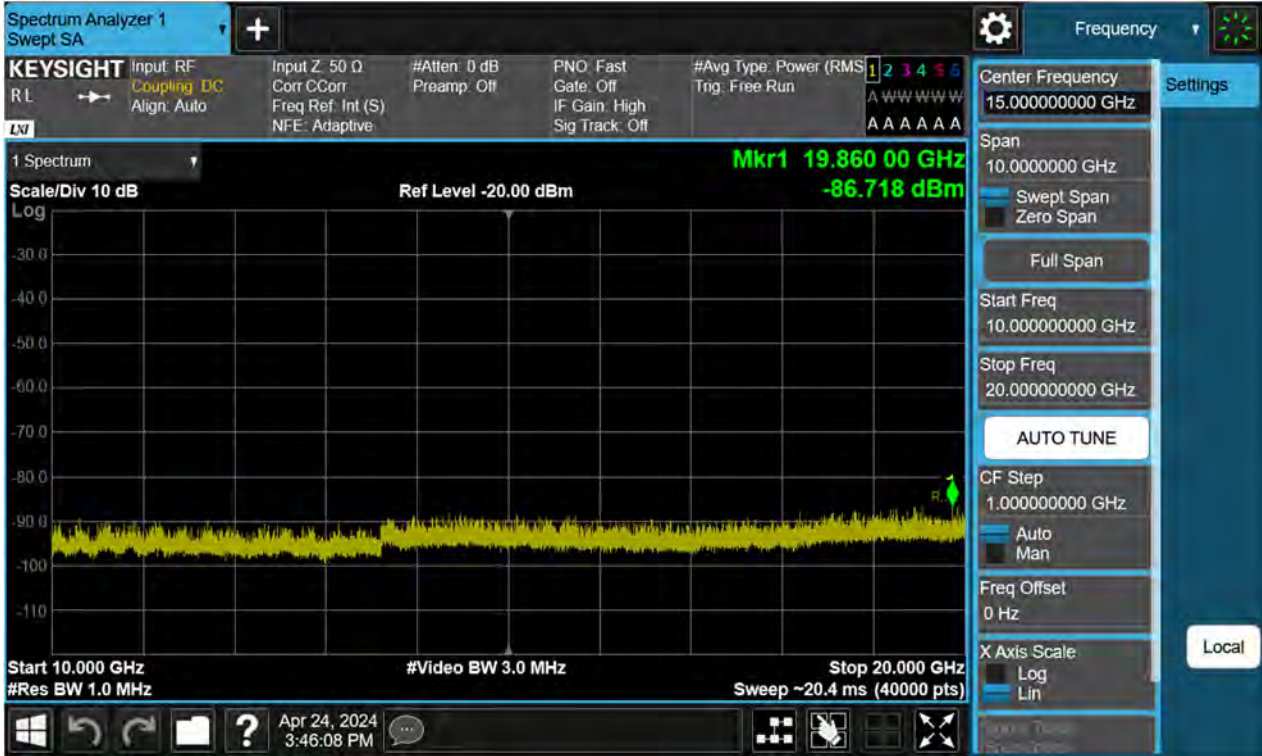 Spectrum Analyzer 1
Swept SA
+
Frequency
KEYSIGHT
R L
LXI
Input: RF
Coupling: DC
Align: Auto
Input Z: 50 Ω
Corr CCorr
Freq Ref: Int (S)
NFE: Adaptive
#Atten: 0 dB
Preamp: Off
PNO: Fast
Gate: Off
IF Gain: High
Sig Track: Off
#Avg Type: Power (RMS
Trig: Free Run
1 2 3 4 5 6
A W W W W W
A A A A A A
1 Spectrum
Scale/Div 10 dB
Ref Level -20.00 dBm
Mkr1 19.860 00 GHz
-86.718 dBm
Log
-30.0
-40.0
-50.0
-60.0
-70.0
-80.0
-90.0
-100
-110
R..
1
Start 10.000 GHz
#Res BW 1.0 MHz
#Video BW 3.0 MHz
Stop 20.000 GHz
Sweep ~20.4 ms (40000 pts)
Center Frequency
15.000000000 GHz
Settings
Span
10.0000000 GHz
Swept Span
Zero Span
Full Span
Start Freq
10.000000000 GHz
Stop Freq
20.000000000 GHz
AUTO TUNE
CF Step
1.000000000 GHz
Auto
Man
Freq Offset
0 Hz
X Axis Scale
Log
Lin
Local
?
Apr 24, 2024
3:46:08 PM